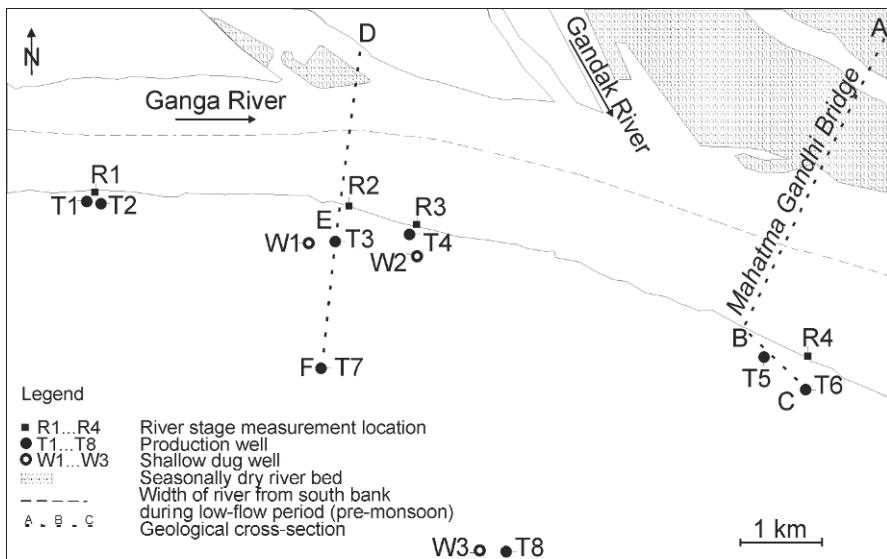 D
A
N
Ganga River
Gandak River
Mahatma Gandhi Bridge
R1
T1 T2
R2
E
R3
W1 T3 T4
W2
B R4
F T7
T5 T6
C
Legend
R1...R4 River stage measurement location
T1...T8 Production well
W1...W3 Shallow dug well
Seasonally dry river bed
Width of river from south bank
during low-flow period (pre-monsoon)
A B C Geological cross-section
W3 T8
1 km